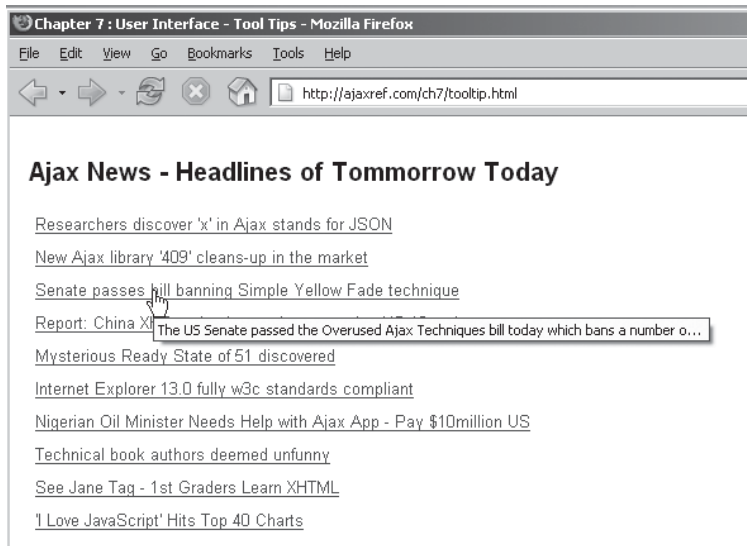 Chapter 7 : User Interface - Tool Tips - Mozilla Firefox
File Edit View Go Bookmarks Tools Help
http://ajaxref.com/ch7/tooltip.html
Ajax News - Headlines of Tommorrow Today
Researchers discover 'x' in Ajax stands for JSON
New Ajax library '409' cleans-up in the market
Senate passes bill banning Simple Yellow Fade technique
Report: China
The US Senate passed the Overused Ajax Techniques bill today which bans a number o...
Mysterious Ready State of 51 discovered
Internet Explorer 13.0 fully w3c standards compliant
Nigerian Oil Minister Needs Help with Ajax App - Pay $10million US
Technical book authors deemed unfunny
See Jane Tag - 1st Graders Learn XHTML
'I Love JavaScript' Hits Top 40 Charts